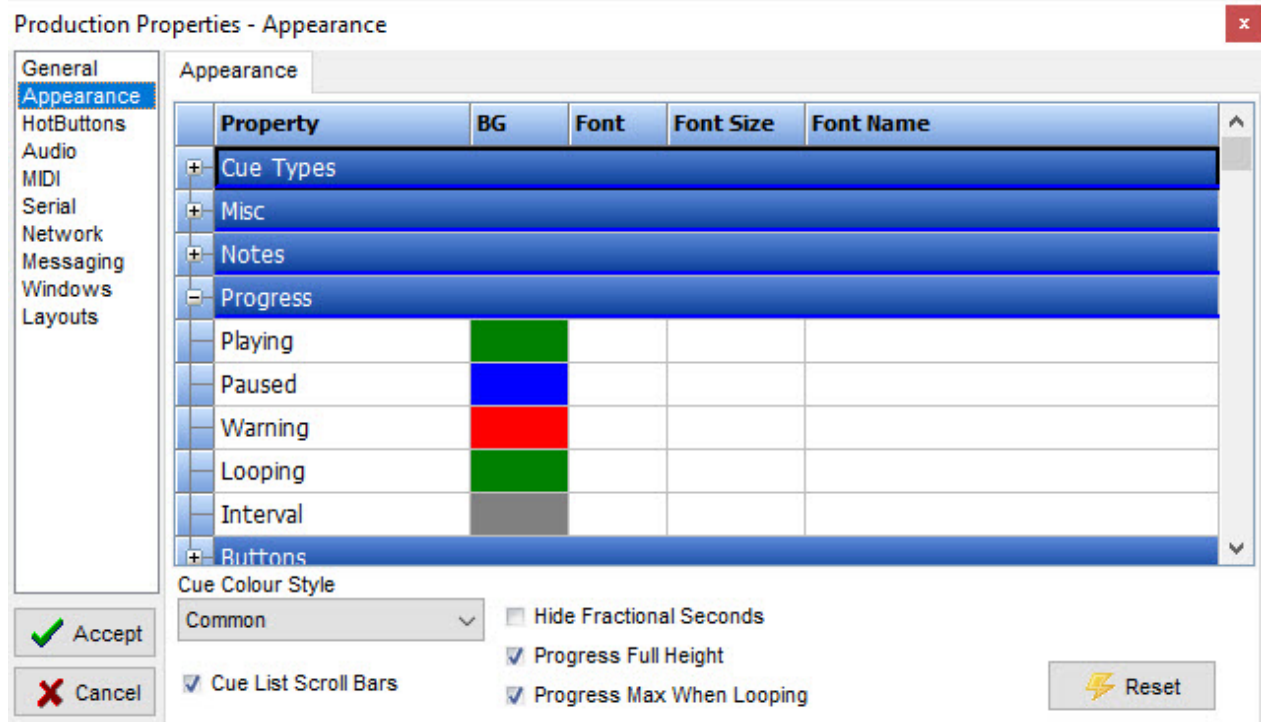 Production Properties - Appearance
x
General
Appearance
HotButtons
Audio
MIDI
Serial
Network
Messaging
Windows
Layouts
Accept
Cancel
Appearance
Property BG Font Font Size Font Name
Cue Types
Misc
Notes
Progress
Playing
Paused
Warning
Looping
Interval
Buttons
Cue Colour Style
Common
Hide Fractional Seconds
Progress Full Height
Cue List Scroll Bars
Progress Max When Looping
Reset